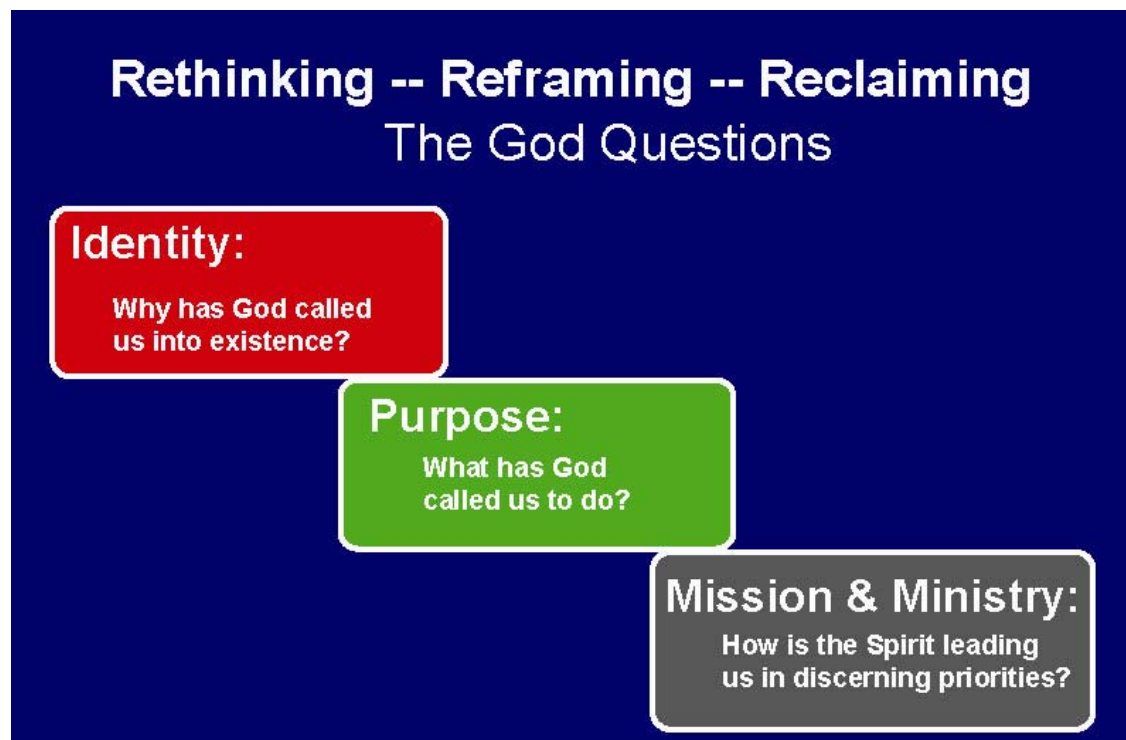 Rethinking -- Reframing -- Reclaiming
The God Questions
Identity:
Why has God called
us into existence?
Purpose:
What has God
called us to do?
Mission & Ministry:
How is the Spirit leading
us in discerning priorities?